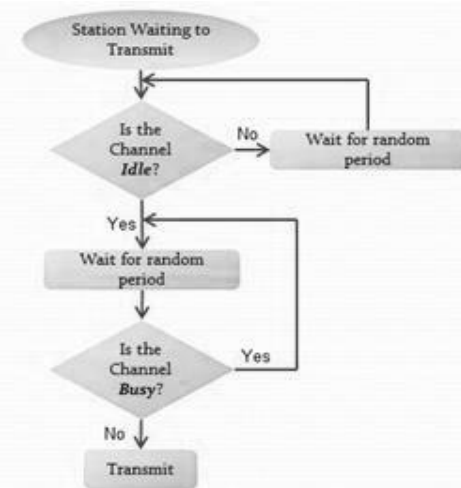 Station Waiting to
Transmit
Is the
Channel
Idle?
No
Wait for random
period
Yes
Wait for random
period
Is the
Channel
Busy?
Yes
No
Transmit